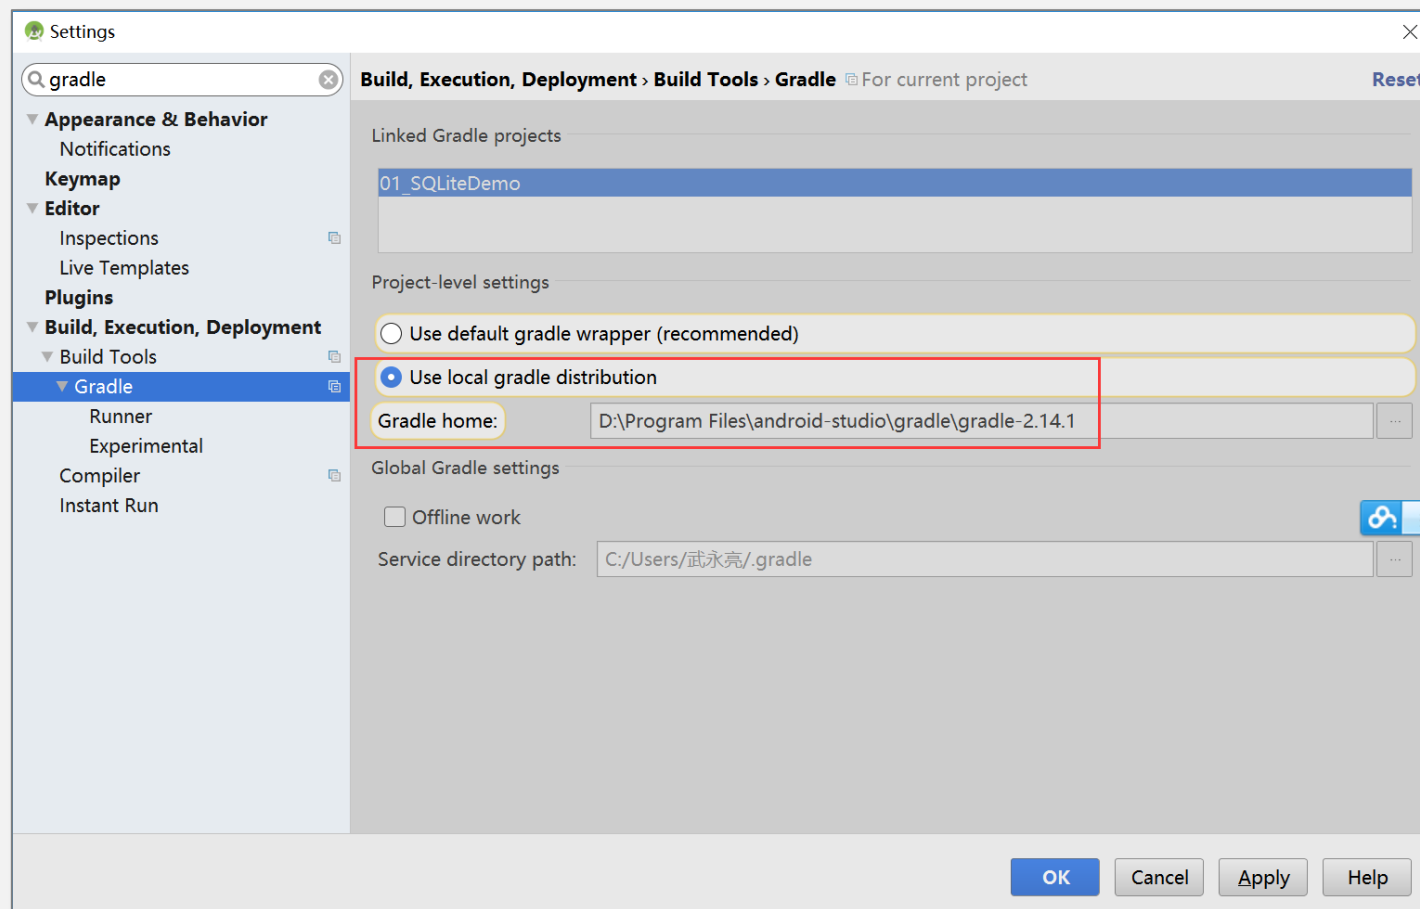 Settings
gradle
Build, Execution, Deployment › Build Tools › Gradle For current project Reset
Appearance & Behavior
Notifications
Keymap
Editor
Inspections
Live Templates
Plugins
Build, Execution, Deployment
Build Tools
Gradle
Runner
Experimental
Compiler
Instant Run
Linked Gradle projects
01_SQLiteDemo
Project-level settings
Use default gradle wrapper (recommended)
Use local gradle distribution
Gradle home: D:\Program Files\android-studio\gradle\gradle-2.14.1 ...
Global Gradle settings
Offline work
Service directory path: C:/Users/武永亮/.gradle ...
OK Cancel Apply Help